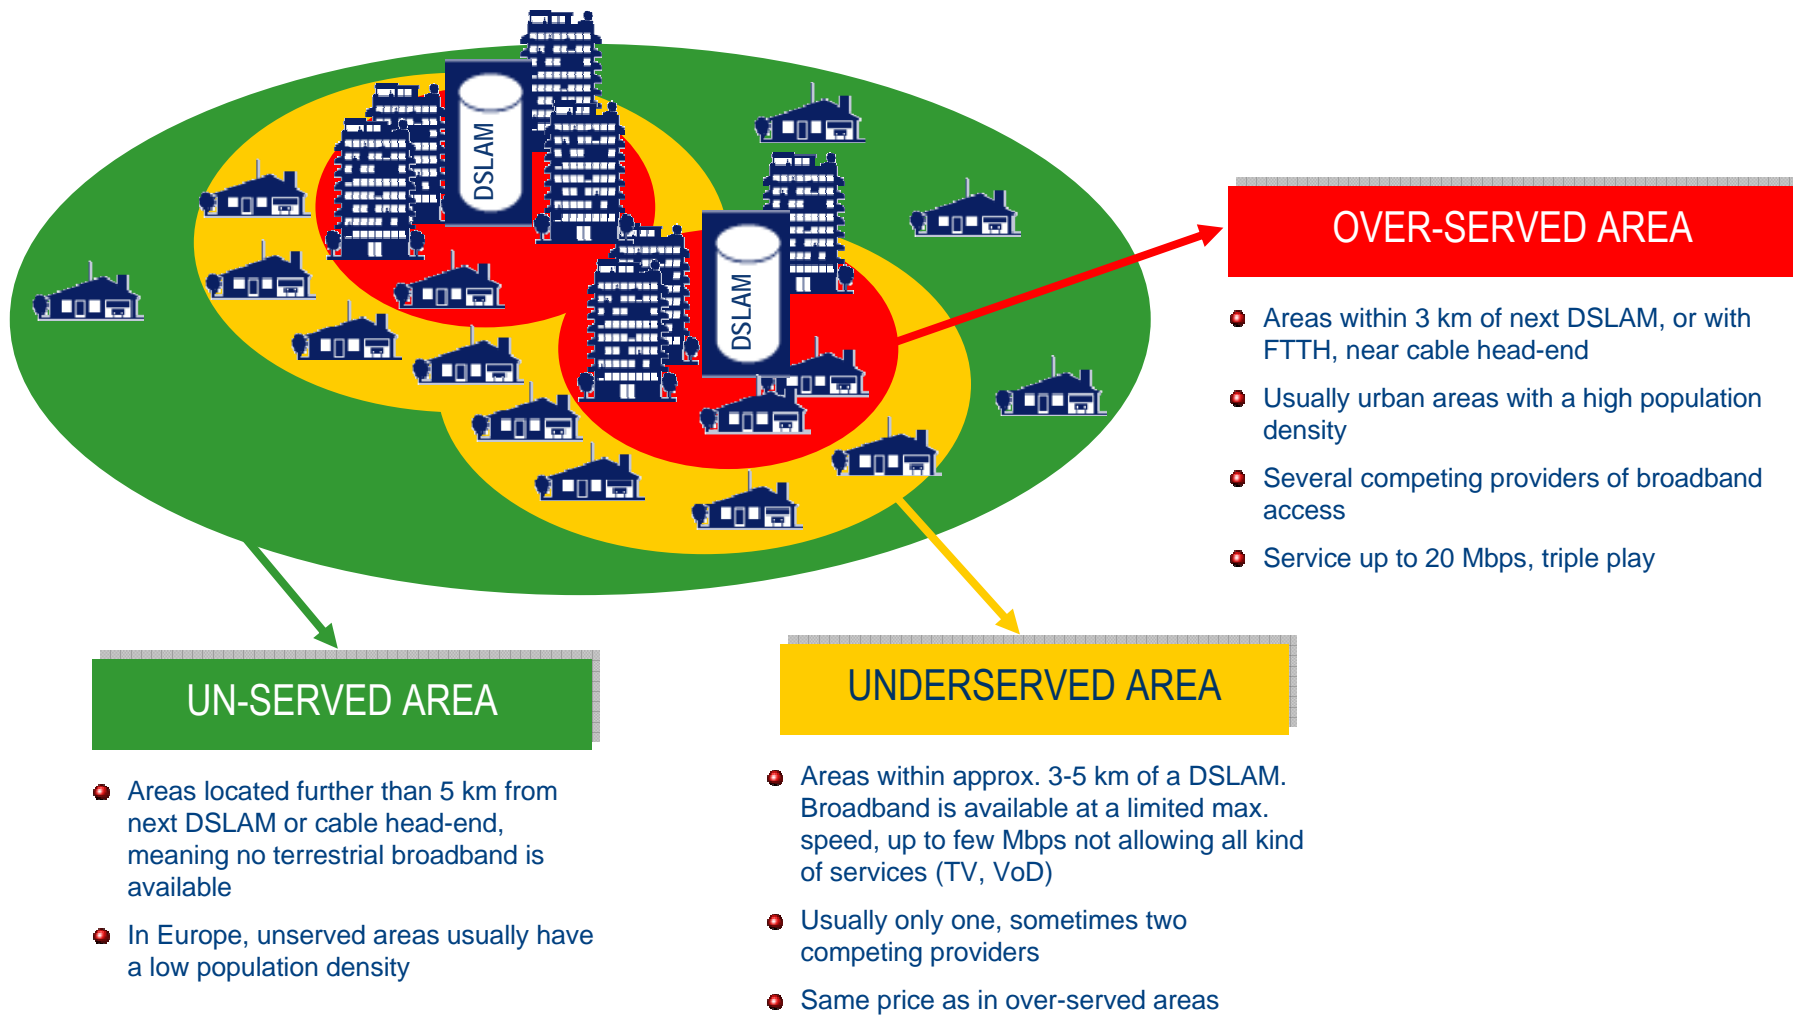 DSLAM
DSLAM
OVER-SERVED AREA
Areas within 3 km of next DSLAM, or with
FTTH, near cable head-end
Usually urban areas with a high population
density
Several competing providers of broadband
access
Service up to 20 Mbps, triple play
UN-SERVED AREA
Areas located further than 5 km from
next DSLAM or cable head-end,
meaning no terrestrial broadband is
available
In Europe, unserved areas usually have
a low population density
UNDERSERVED AREA
Areas within approx. 3-5 km of a DSLAM.
Broadband is available at a limited max.
speed, up to few Mbps not allowing all kind
of services (TV, VoD)
Usually only one, sometimes two
competing providers
Same price as in over-served areas